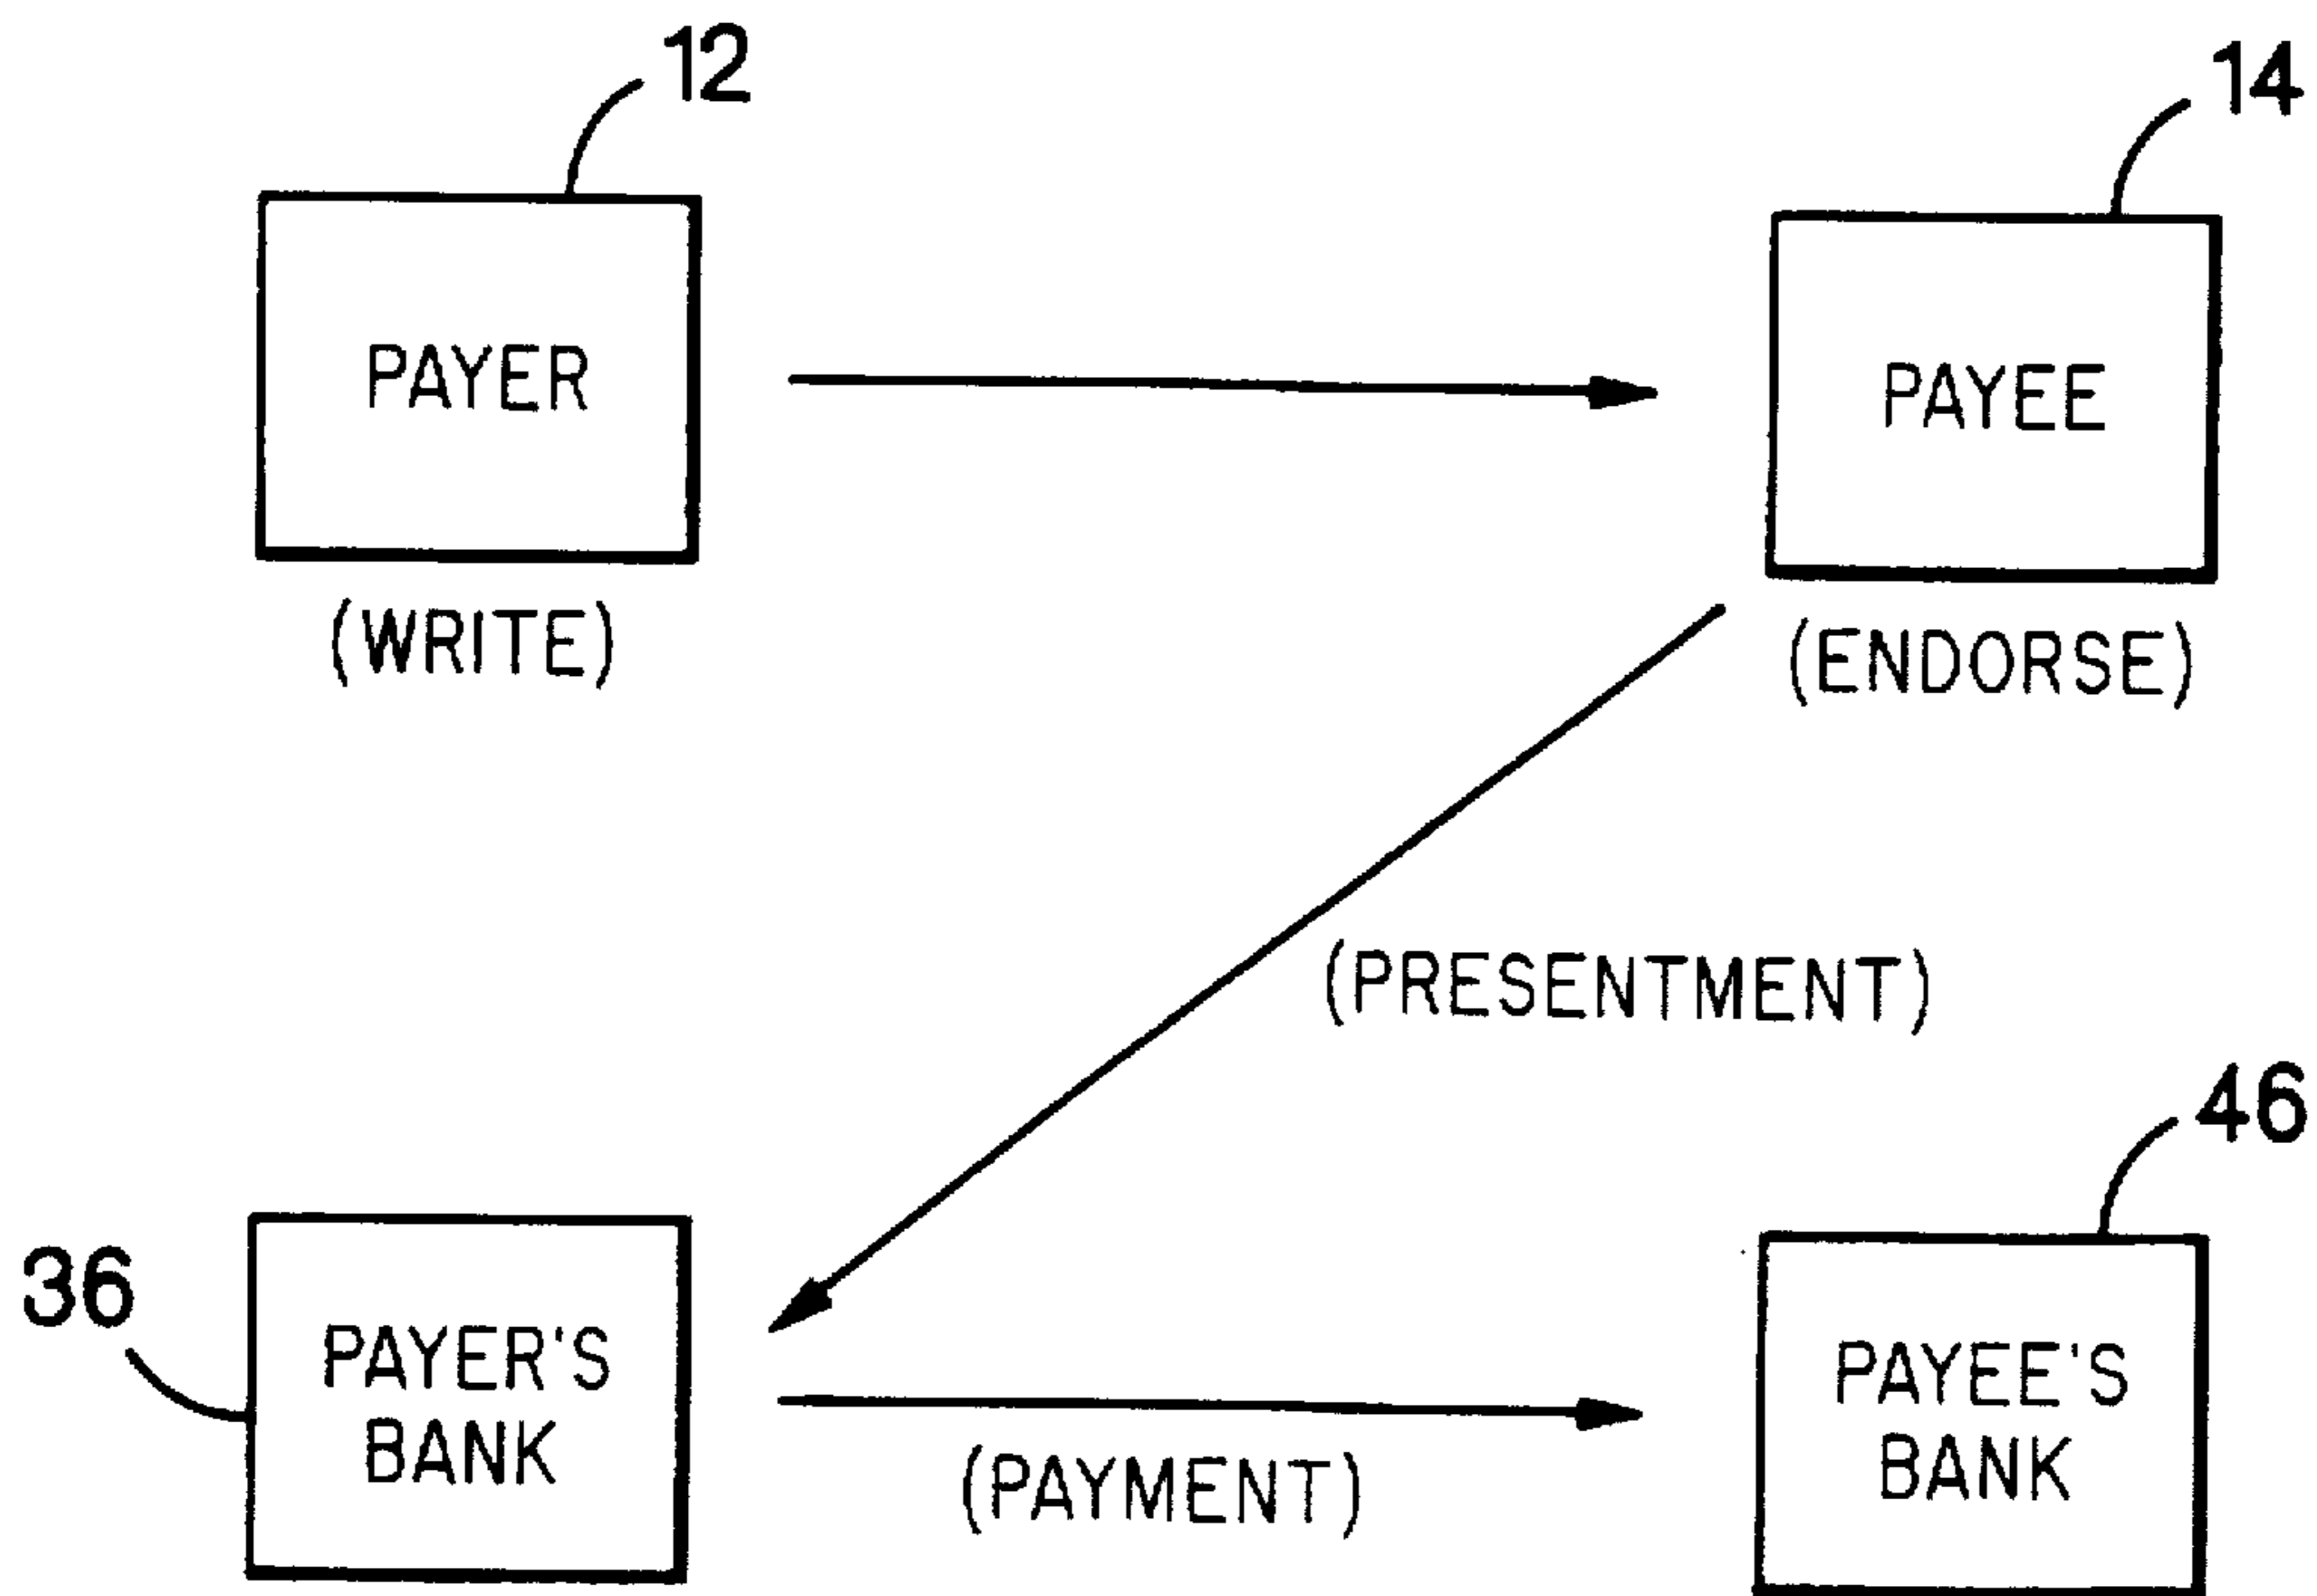 12
14
PAYER
PAYEE
(WRITE)
(ENDORSE)
(PRESENTMENT)
46
36
PAYER'S
BANK
PAYEE'S
BANK
(PAYMENT)